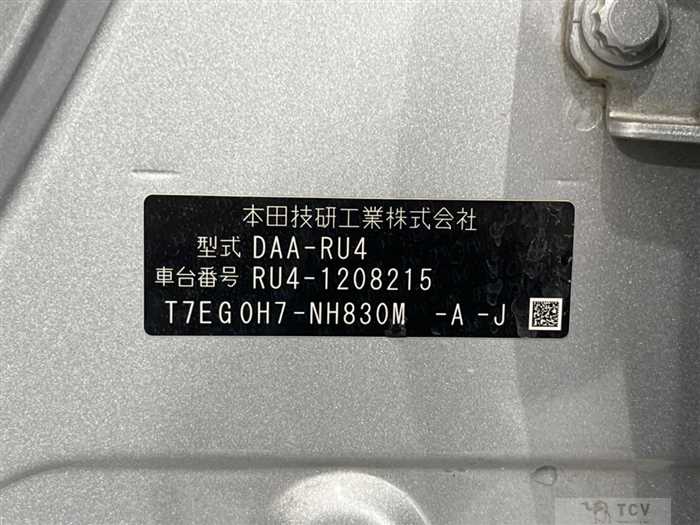 本田技研工業株式会社
型式 DAA-RU4
車台番号 RU4-1208215
T7EG0H7-NH830M -A -J
TCV